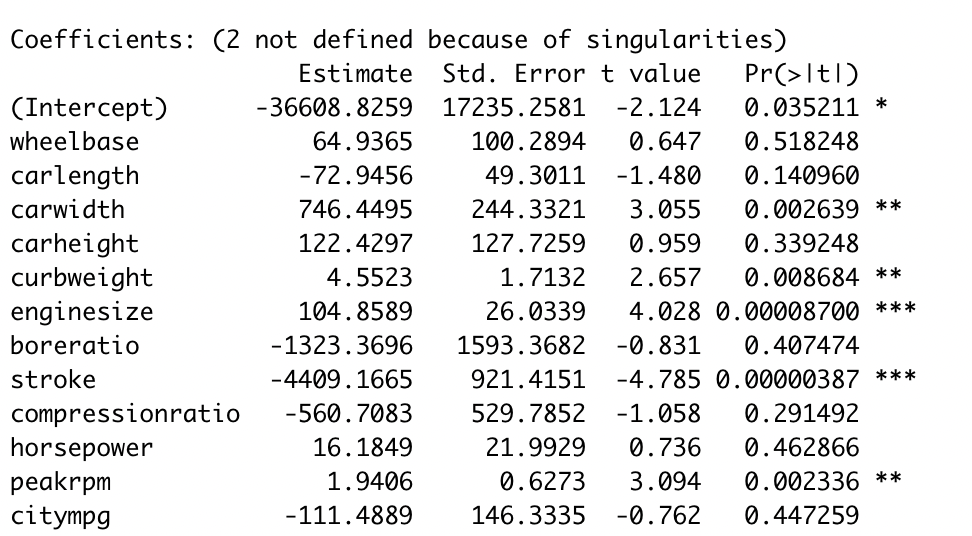 Coefficients: (2 not defined because of singularities)
Estimate Std. Error t value Pr(>|t|)
(Intercept) -36608.8259 17235.2581 -2.124 0.035211 *
wheelbase 64.9365 100.2894 0.647 0.518248
carlength -72.9456 49.3011 -1.480 0.140960
carwidth 746.4495 244.3321 3.055 0.002639 **
carheight 122.4297 127.7259 0.959 0.339248
curbweight 4.5523 1.7132 2.657 0.008684 **
enginesize 104.8589 26.0339 4.028 0.00008700 ***
boreratio -1323.3696 1593.3682 -0.831 0.407474
stroke -4409.1665 921.4151 -4.785 0.00000387 ***
compressionratio -560.7083 529.7852 -1.058 0.291492
horsepower 16.1849 21.9929 0.736 0.462866
peakrpm 1.9406 0.6273 3.094 0.002336 **
citympg -111.4889 146.3335 -0.762 0.447259